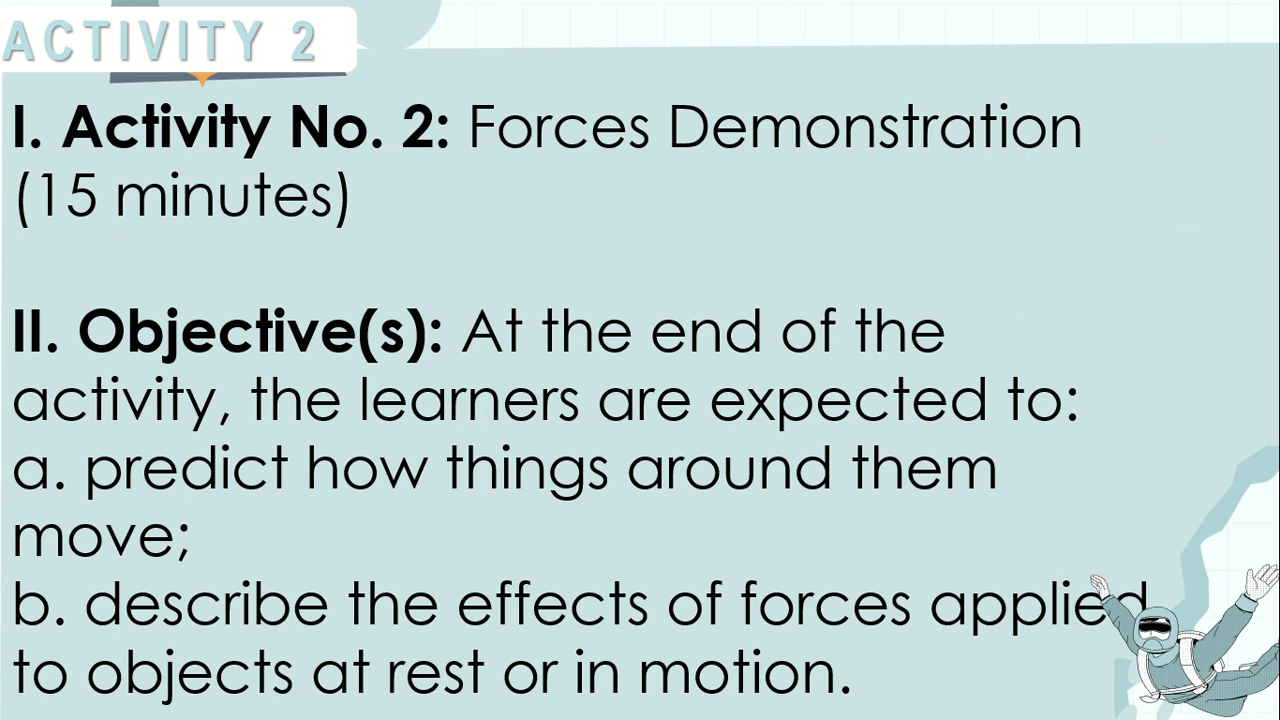 ACTIVITY 2
I. Activity No. 2: Forces Demonstration
(15 minutes)
II. Objective(s): At the end of the
activity, the learners are expected to:
a. predict how things around them
move;
b. describe the effects of forces applied
to objects at rest or in motion.